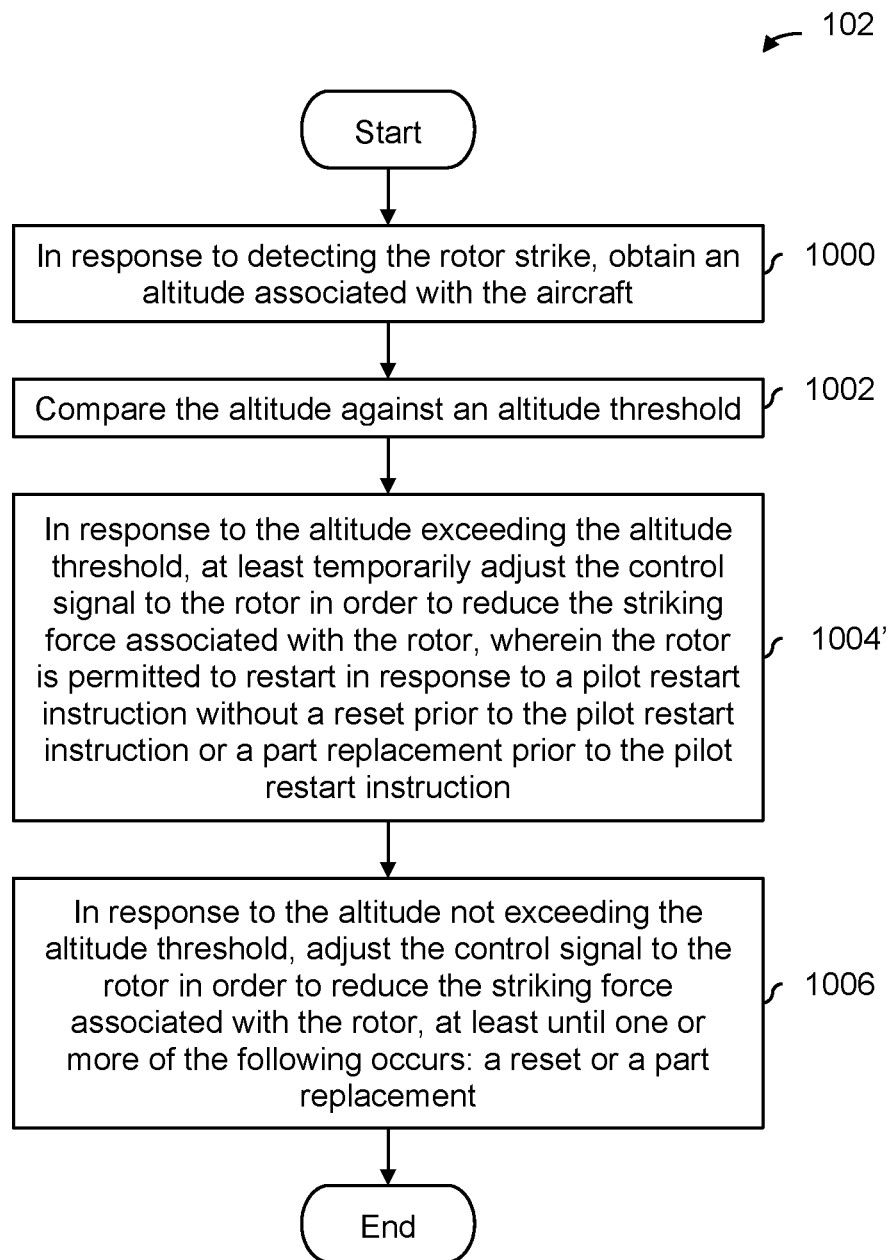 102
Start
In response to detecting the rotor strike, obtain an
altitude associated with the aircraft
1000
Compare the altitude against an altitude threshold
1002
In response to the altitude exceeding the altitude
threshold, at least temporarily adjust the control
signal to the rotor in order to reduce the striking
force associated with the rotor, wherein the rotor
is permitted to restart in response to a pilot restart
instruction without a reset prior to the pilot restart
instruction or a part replacement prior to the pilot
restart instruction
1004'
In response to the altitude not exceeding the
altitude threshold, adjust the control signal to the
rotor in order to reduce the striking force
associated with the rotor, at least until one or
more of the following occurs: a reset or a part
replacement
1006
End